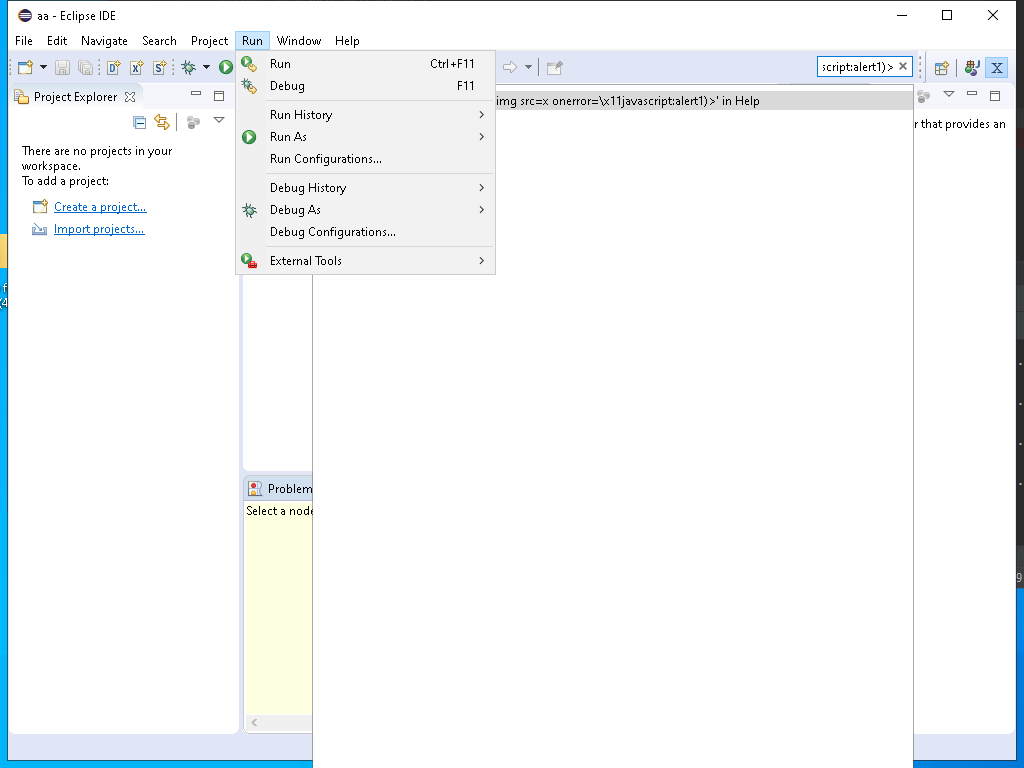 aa - Eclipse IDE
File Edit Navigate Search Project Run Window Help
script:alert1)>
X
Project Explorer
There are no projects in your
workspace.
To add a project:
Create a project...
Import projects...
Run Ctrl+F11
Debug F11
Run History
Run As
Run Configurations...
Debug History
Debug As
Debug Configurations...
External Tools
img src=x onerror=\x11javascript:alert1)>' in Help
r that provides an
Problem
Select a node
f
(4
9